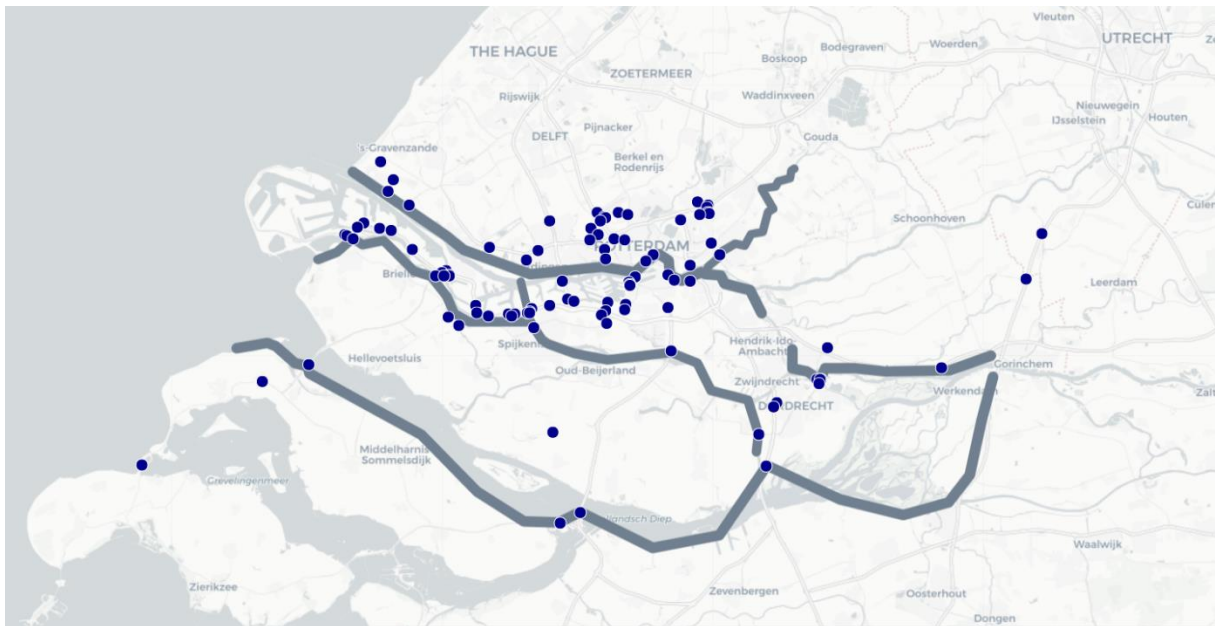 Vleuten
UTRECHT
THE HAGUE
Bodegraven
Woerden
Boskoop
ZOETERMEER
Rijswijk
Waddinxveen
Nieuwegein
IJsselstein
Houten
DELFT
Pijnacker
Gouda
's Gravenzande
Berkel en
Rodenrijs
Schoonhoven
Brielle
Leerdam
Hendrik-Ido-
Ambacht
Hellevoetsluis
Oud-Beijerland
Zwijndrecht
Gorinchem
Werkendam
Middelharnis
Sommelsdijk
Grevelingenmeer
Diep
Waalwijk
Zierikzee
Zevenbergen
Oosterhout
Dongen